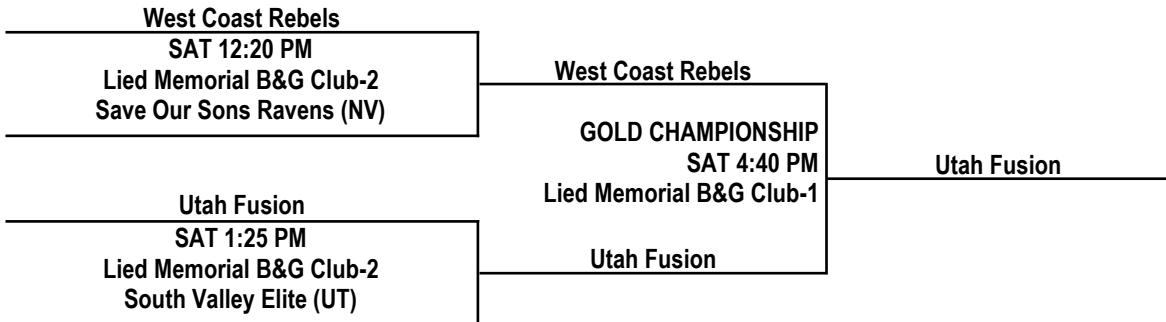 West Coast Rebels
SAT 12:20 PM
Lied Memorial B&G Club-2
Save Our Sons Ravens (NV)
West Coast Rebels
GOLD CHAMPIONSHIP
SAT 4:40 PM
Lied Memorial B&G Club-1
Utah Fusion
Utah Fusion
SAT 1:25 PM
Lied Memorial B&G Club-2
South Valley Elite (UT)
Utah Fusion